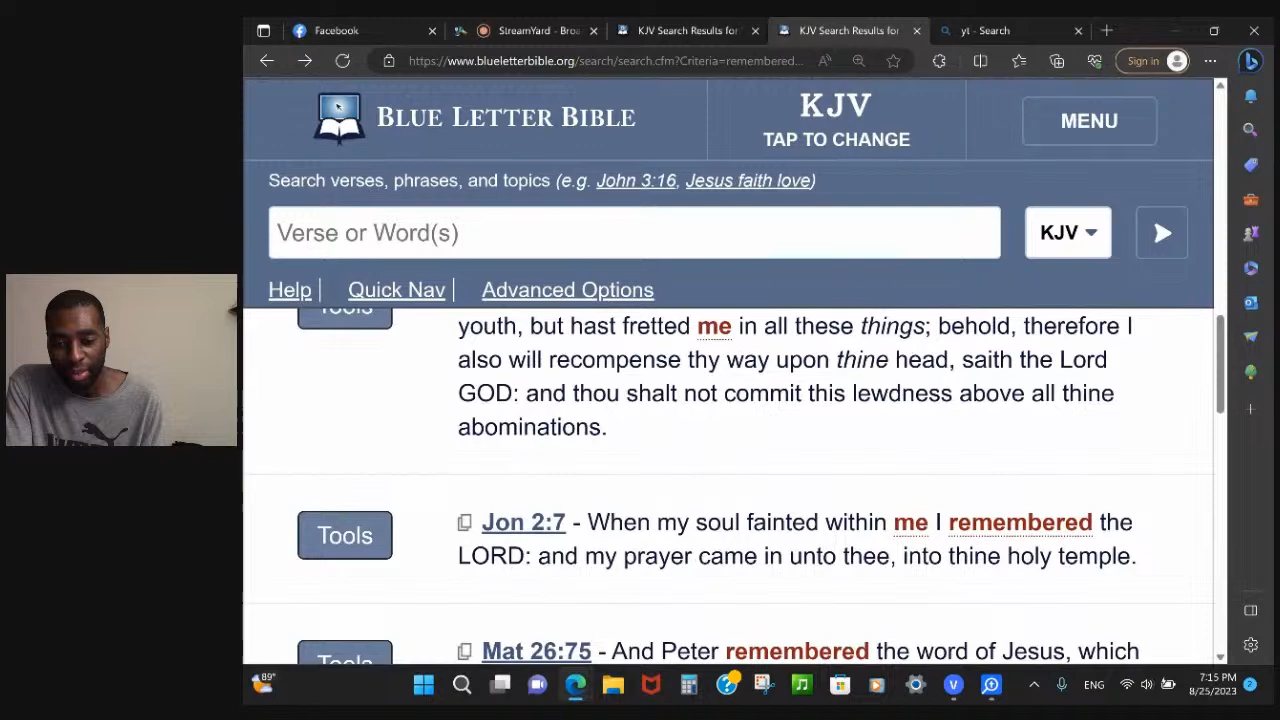 Facebook
StreamYard - Broa
KJV Search Results for
KJV Search Results for
yt - Search
https://www.blueletterbible.org/search/search.cfm?Criteria=remembered...
Sign in
BLUE LETTER BIBLE
KJV
TAP TO CHANGE
MENU
Search verses, phrases, and topics (e.g. John 3:16, Jesus faith love)
Verse or Word(s)
KJV
Help | Quick Nav | Advanced Options
Tools
youth, but hast fretted me in all these things; behold, therefore I
also will recompense thy way upon thine head, saith the Lord
GOD: and thou shalt not commit this lewdness above all thine
abominations.
Tools
Jon 2:7 - When my soul fainted within me I remembered the
LORD: and my prayer came in unto thee, into thine holy temple.
Tools
Mat 26:75 - And Peter remembered the word of Jesus, which
89°
ENG
7:15 PM
8/25/2023
2